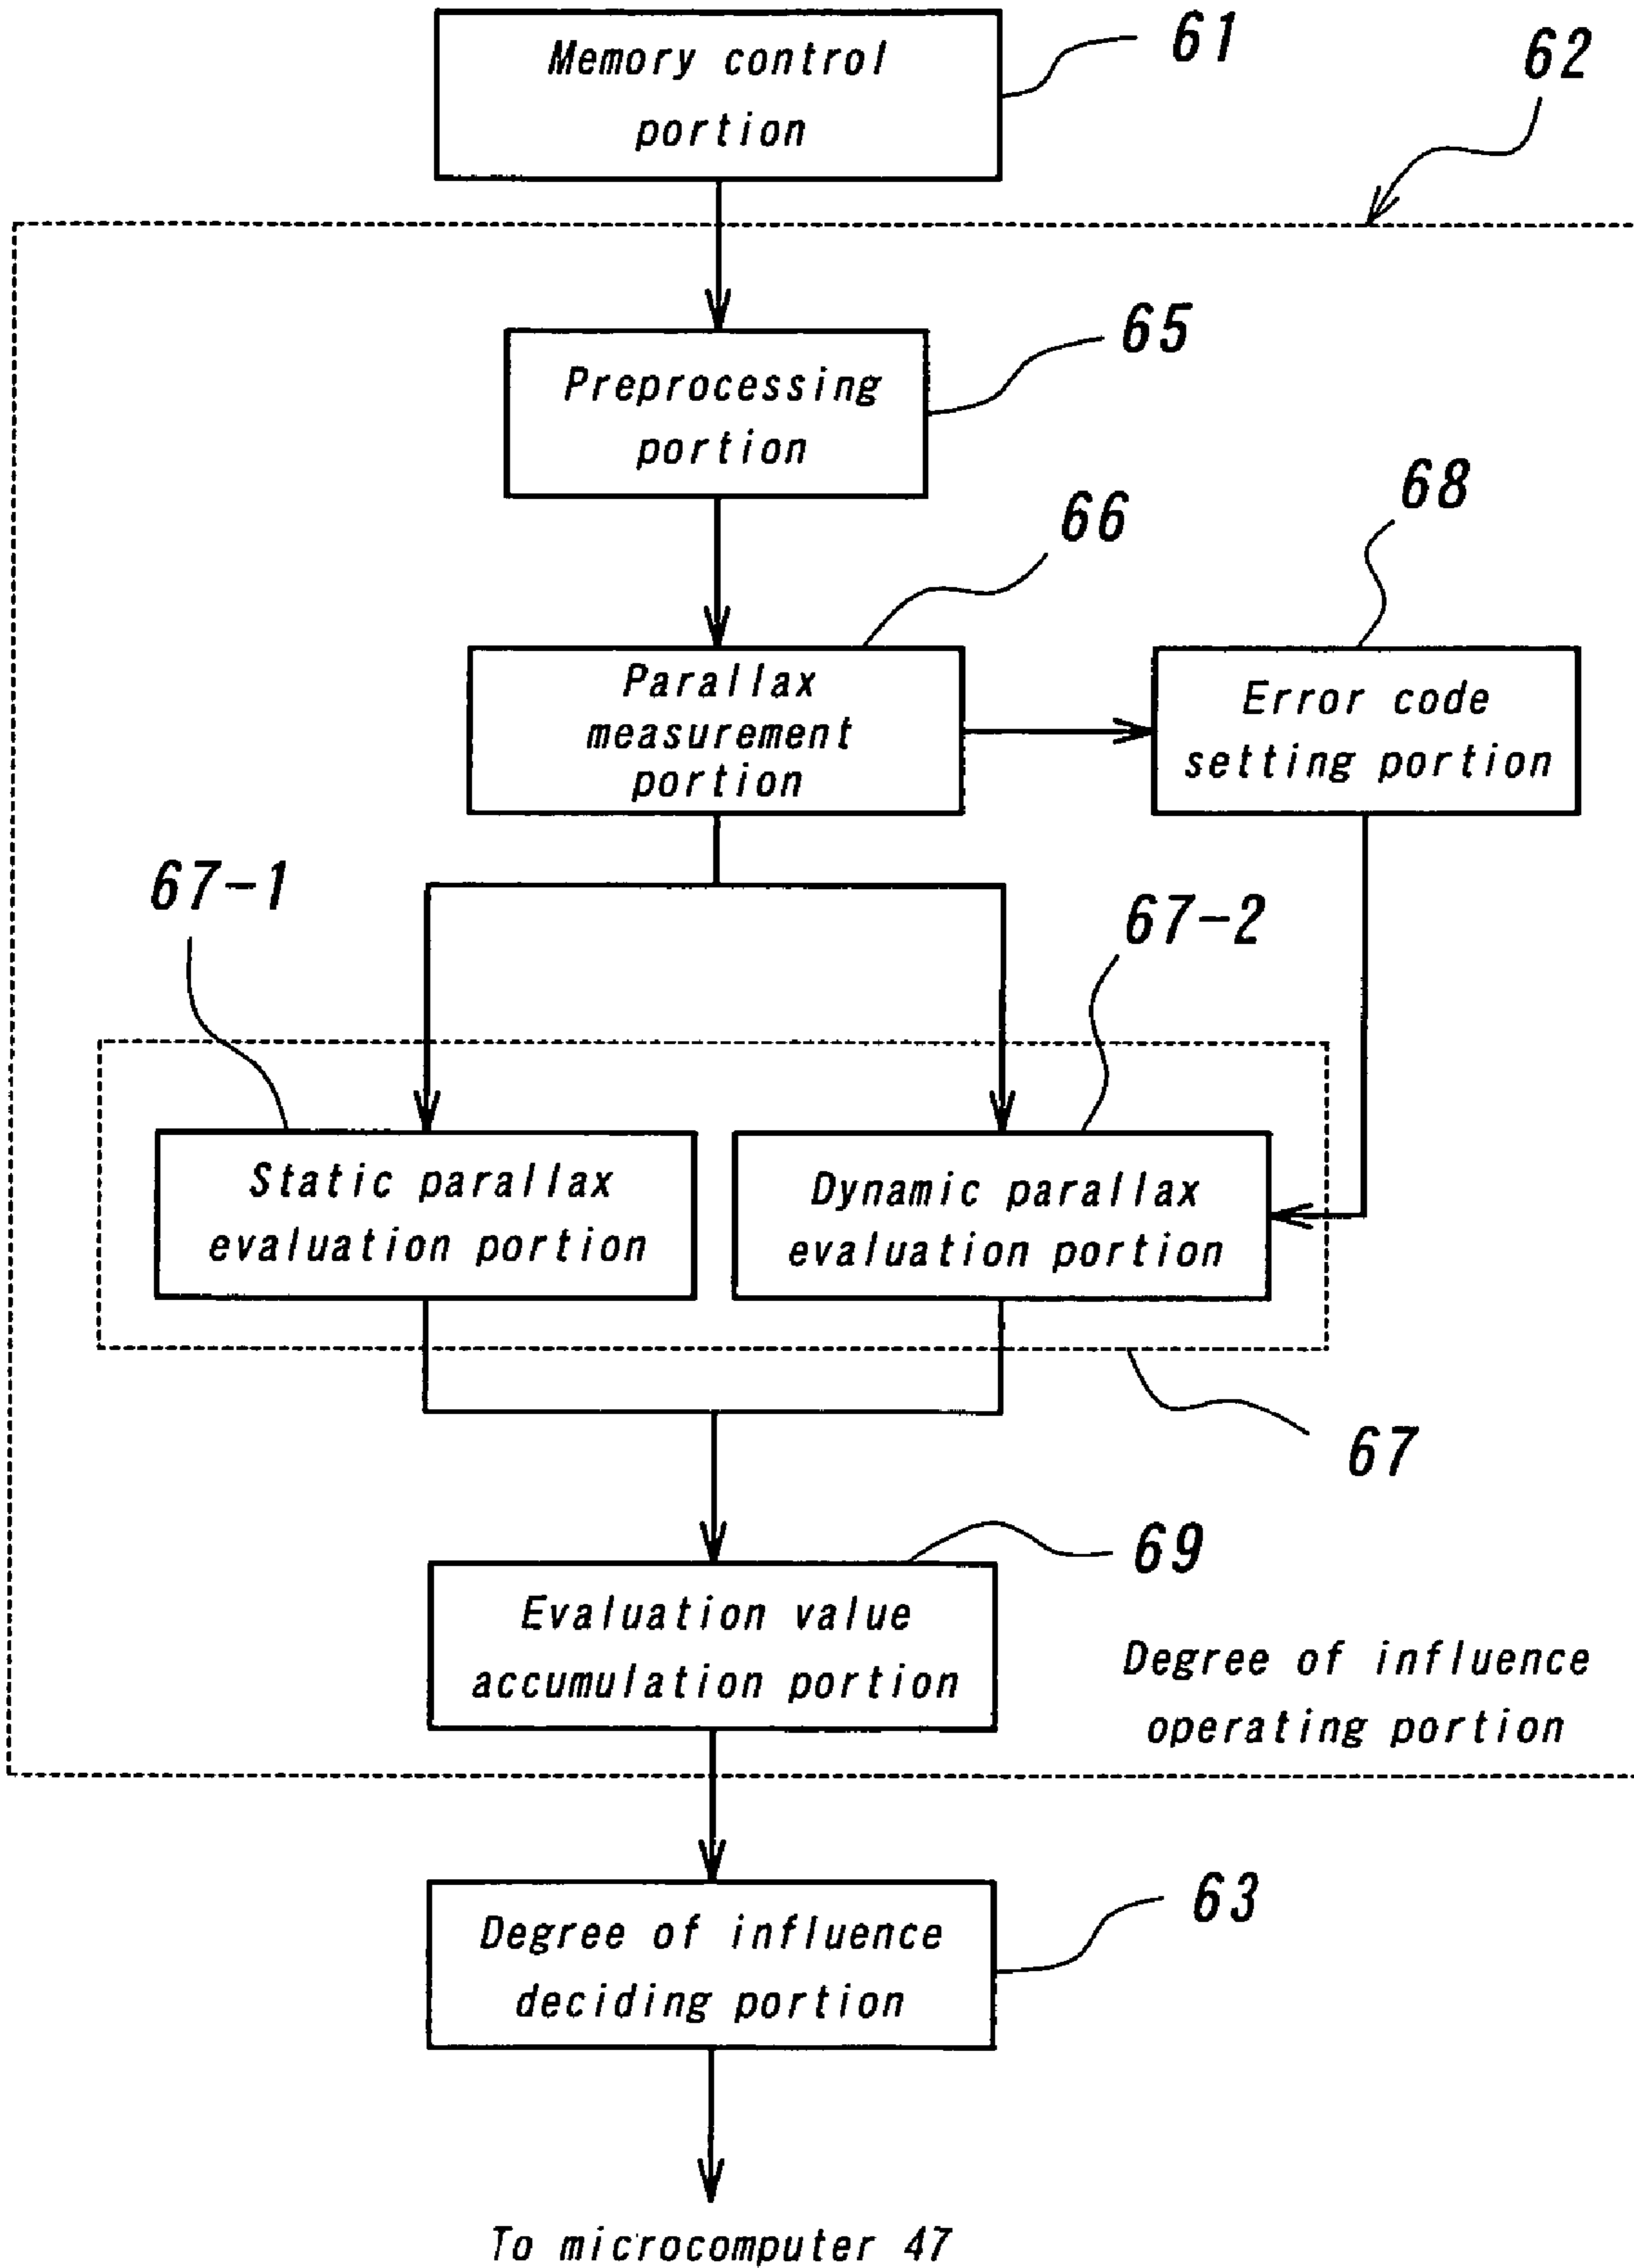 Memory control
portion
61
62
Preprocessing
portion
65
66
68
Parallax
measurement
portion
Error code
setting portion
67-1
67-2
Static parallax
evaluation portion
Dynamic parallax
evaluation portion
67
69
Evaluation value
accumulation portion
Degree of influence
operating portion
63
Degree of influence
deciding portion
To microcomputer 47